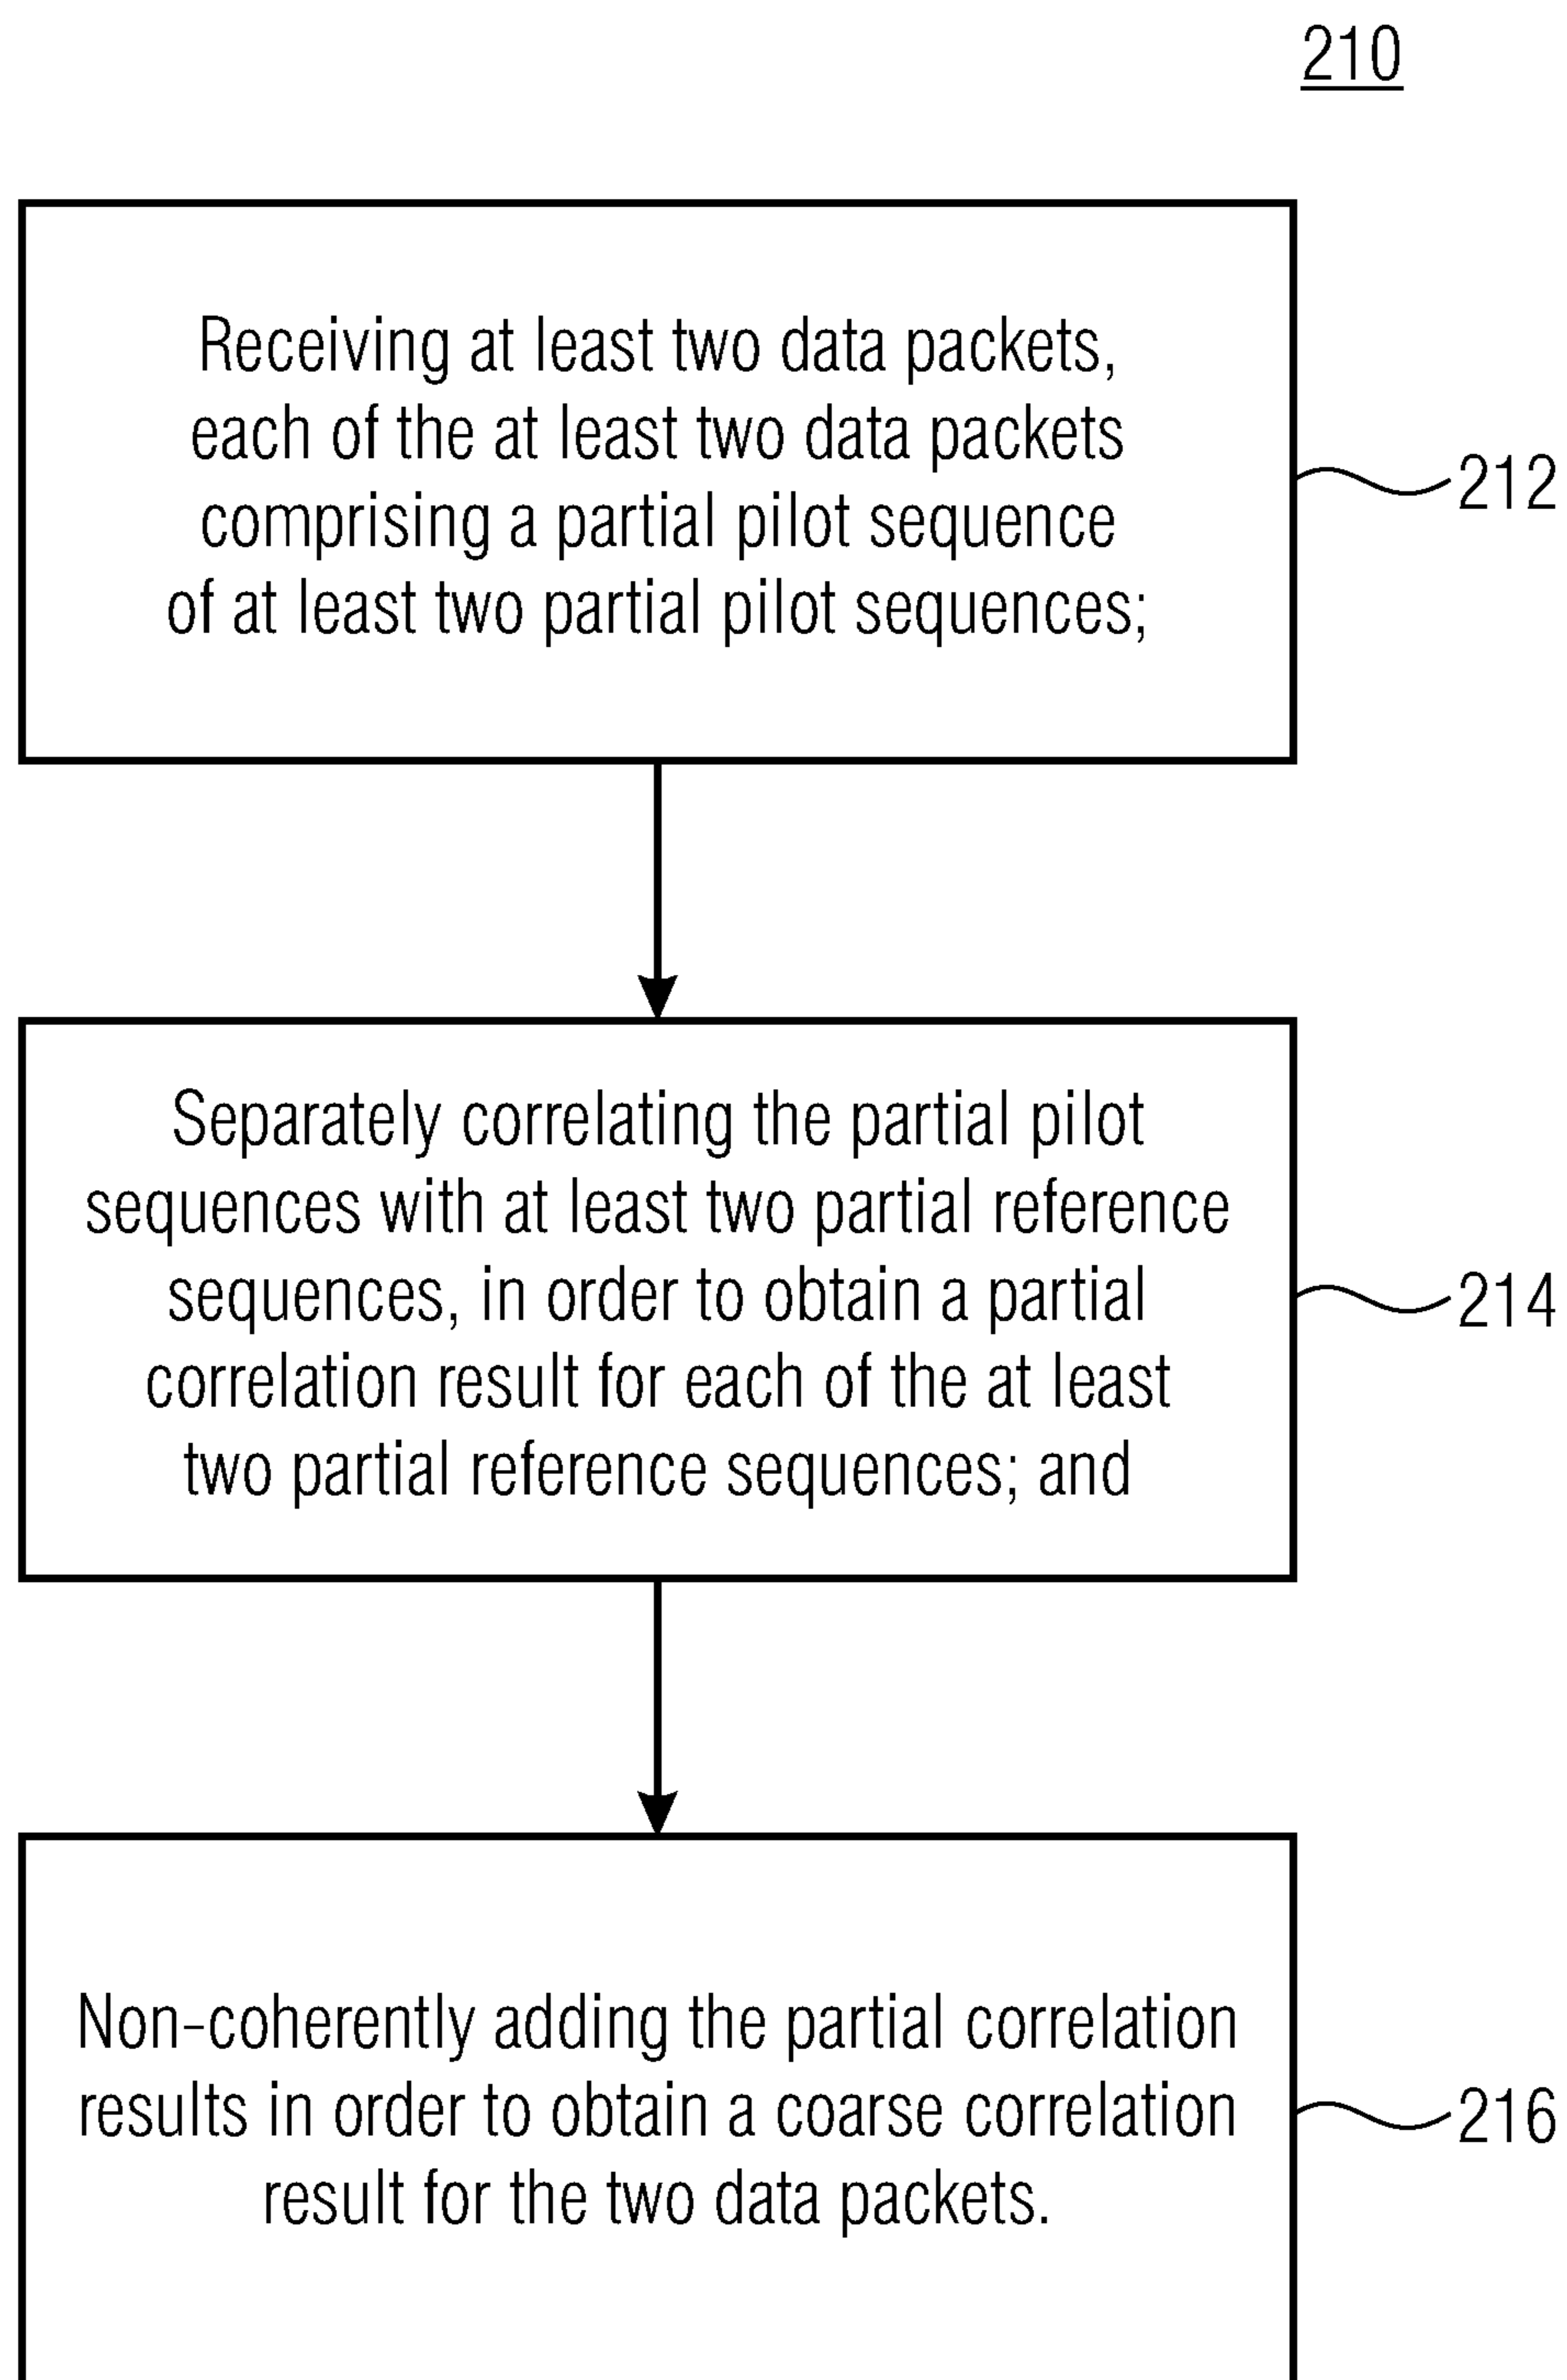 210
Receiving at least two data packets,
each of the at least two data packets
comprising a partial pilot sequence
of at least two partial pilot sequences;
212
Separately correlating the partial pilot
sequences with at least two partial reference
sequences, in order to obtain a partial
correlation result for each of the at least
two partial reference sequences; and
214
Non-coherently adding the partial correlation
results in order to obtain a coarse correlation
result for the two data packets.
216